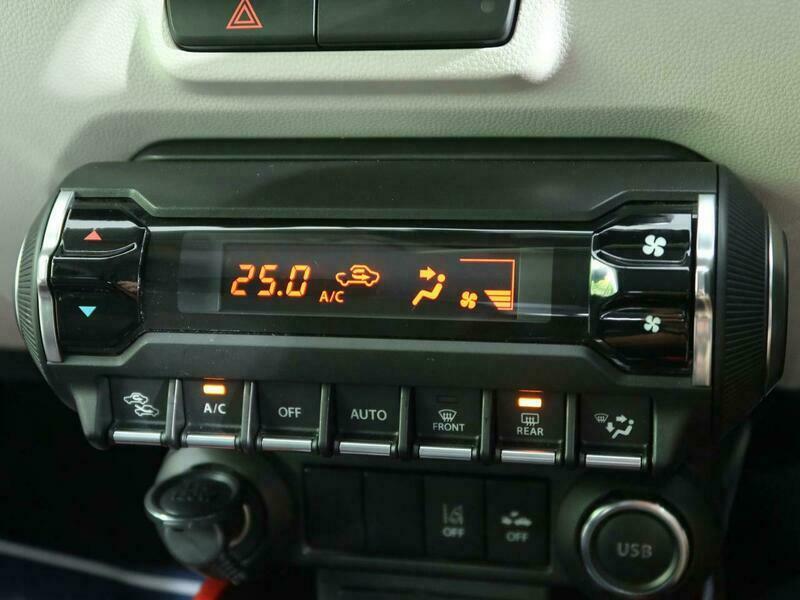 25.0
A/C
A/C
OFF
AUTO
FRONT
REAR
OFF
OFF
USB